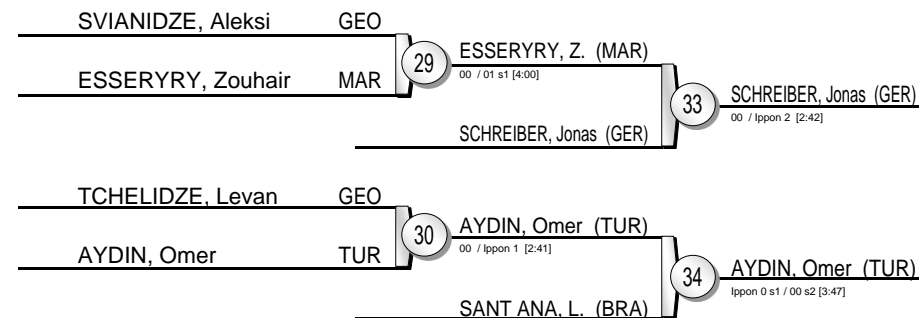 SVIANIDZE, Aleksi GEO
29
ESSERYRY, Z. (MAR)
00 / 01 s1 [4:00]
ESSERYRY, Zouhair MAR
33
SCHREIBER, Jonas (GER)
00 / Ippon 2 [2:42]
SCHREIBER, Jonas (GER)
TCHELIDZE, Levan GEO
30
AYDIN, Omer (TUR)
00 / Ippon 1 [2:41]
AYDIN, Omer TUR
34
AYDIN, Omer (TUR)
Ippon 0 s1 / 00 s2 [3:47]
SANT ANA, L. (BRA)